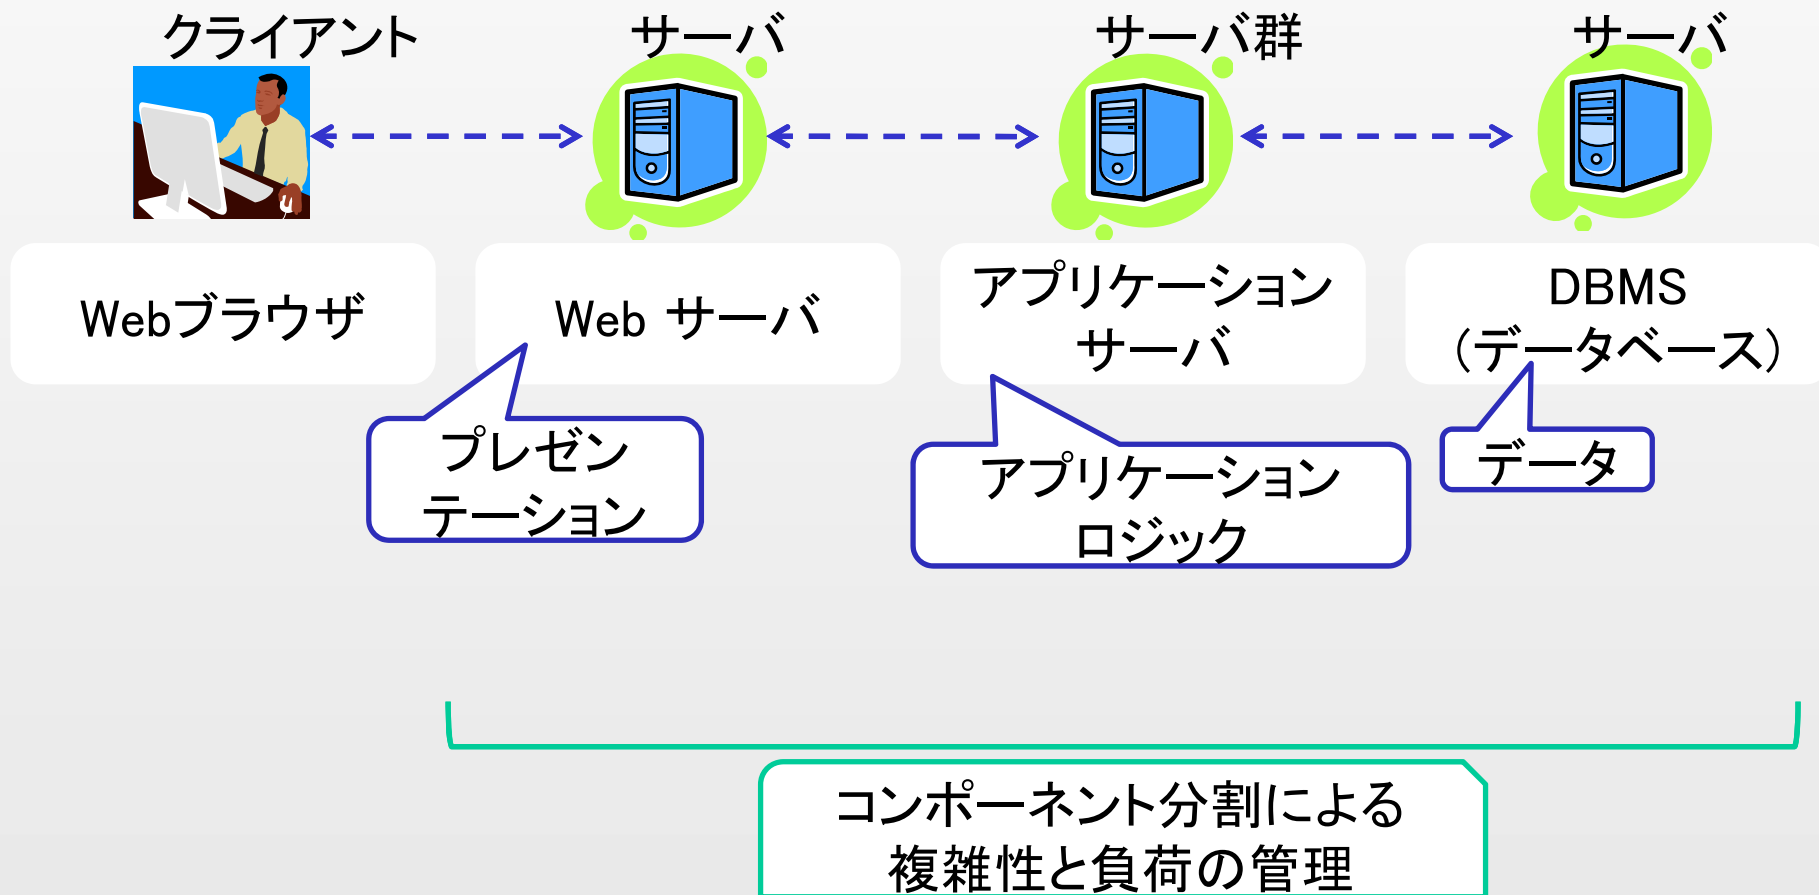 クライアント
サーバ
サーバ群
サーバ
Webブラウザ
Web サーバ
アプリケーション
サーバ
DBMS
(データベース)
プレゼン
テーション
アプリケーション
ロジック
データ
コンポーネント分割による
複雑性と負荷の管理